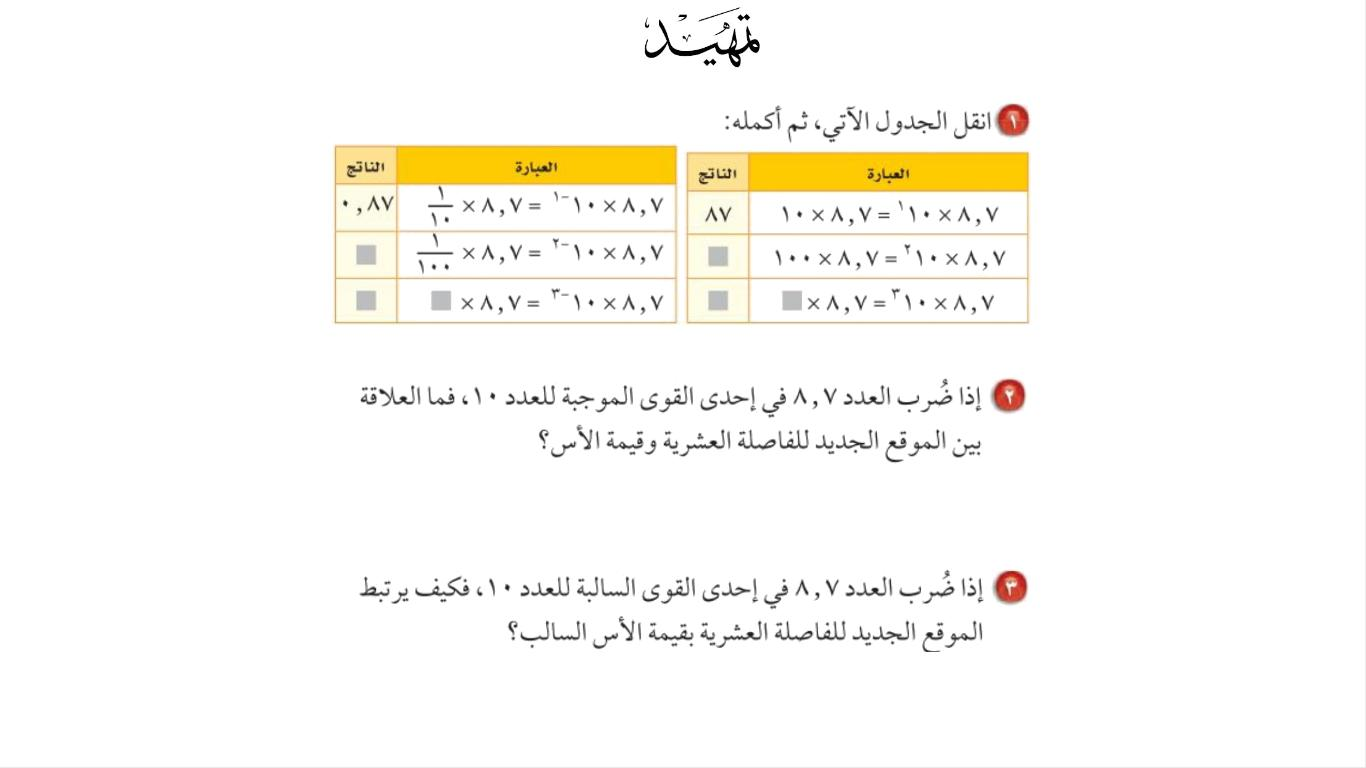 تمهيد
١ انقل الجدول الآتي، ثم أكمله:
العبارة الناتج
٨,٧ × ١٠^١ = ٨,٧ × ١٠ ٨٧
٨,٧ × ١٠^٢ = ٨,٧ × ١٠٠
٨,٧ × ١٠^٣ = ٨,٧ ×
العبارة الناتج
٨,٧ × ١٠^-١ = ٨,٧ × ١/١٠ ٠,٨٧
٨,٧ × ١٠^-٢ = ٨,٧ × ١/١٠٠
٨,٧ × ١٠^-٣ = ٨,٧ ×
٢ إذا ضُرب العدد ٨,٧ في إحدى القوى الموجبة للعدد ١٠، فما العلاقة
بين الموقع الجديد للفاصلة العشرية وقيمة الأس؟
٣ إذا ضُرب العدد ٨,٧ في إحدى القوى السالبة للعدد ١٠، فكيف يرتبط
الموقع الجديد للفاصلة العشرية بقيمة الأس السالب؟